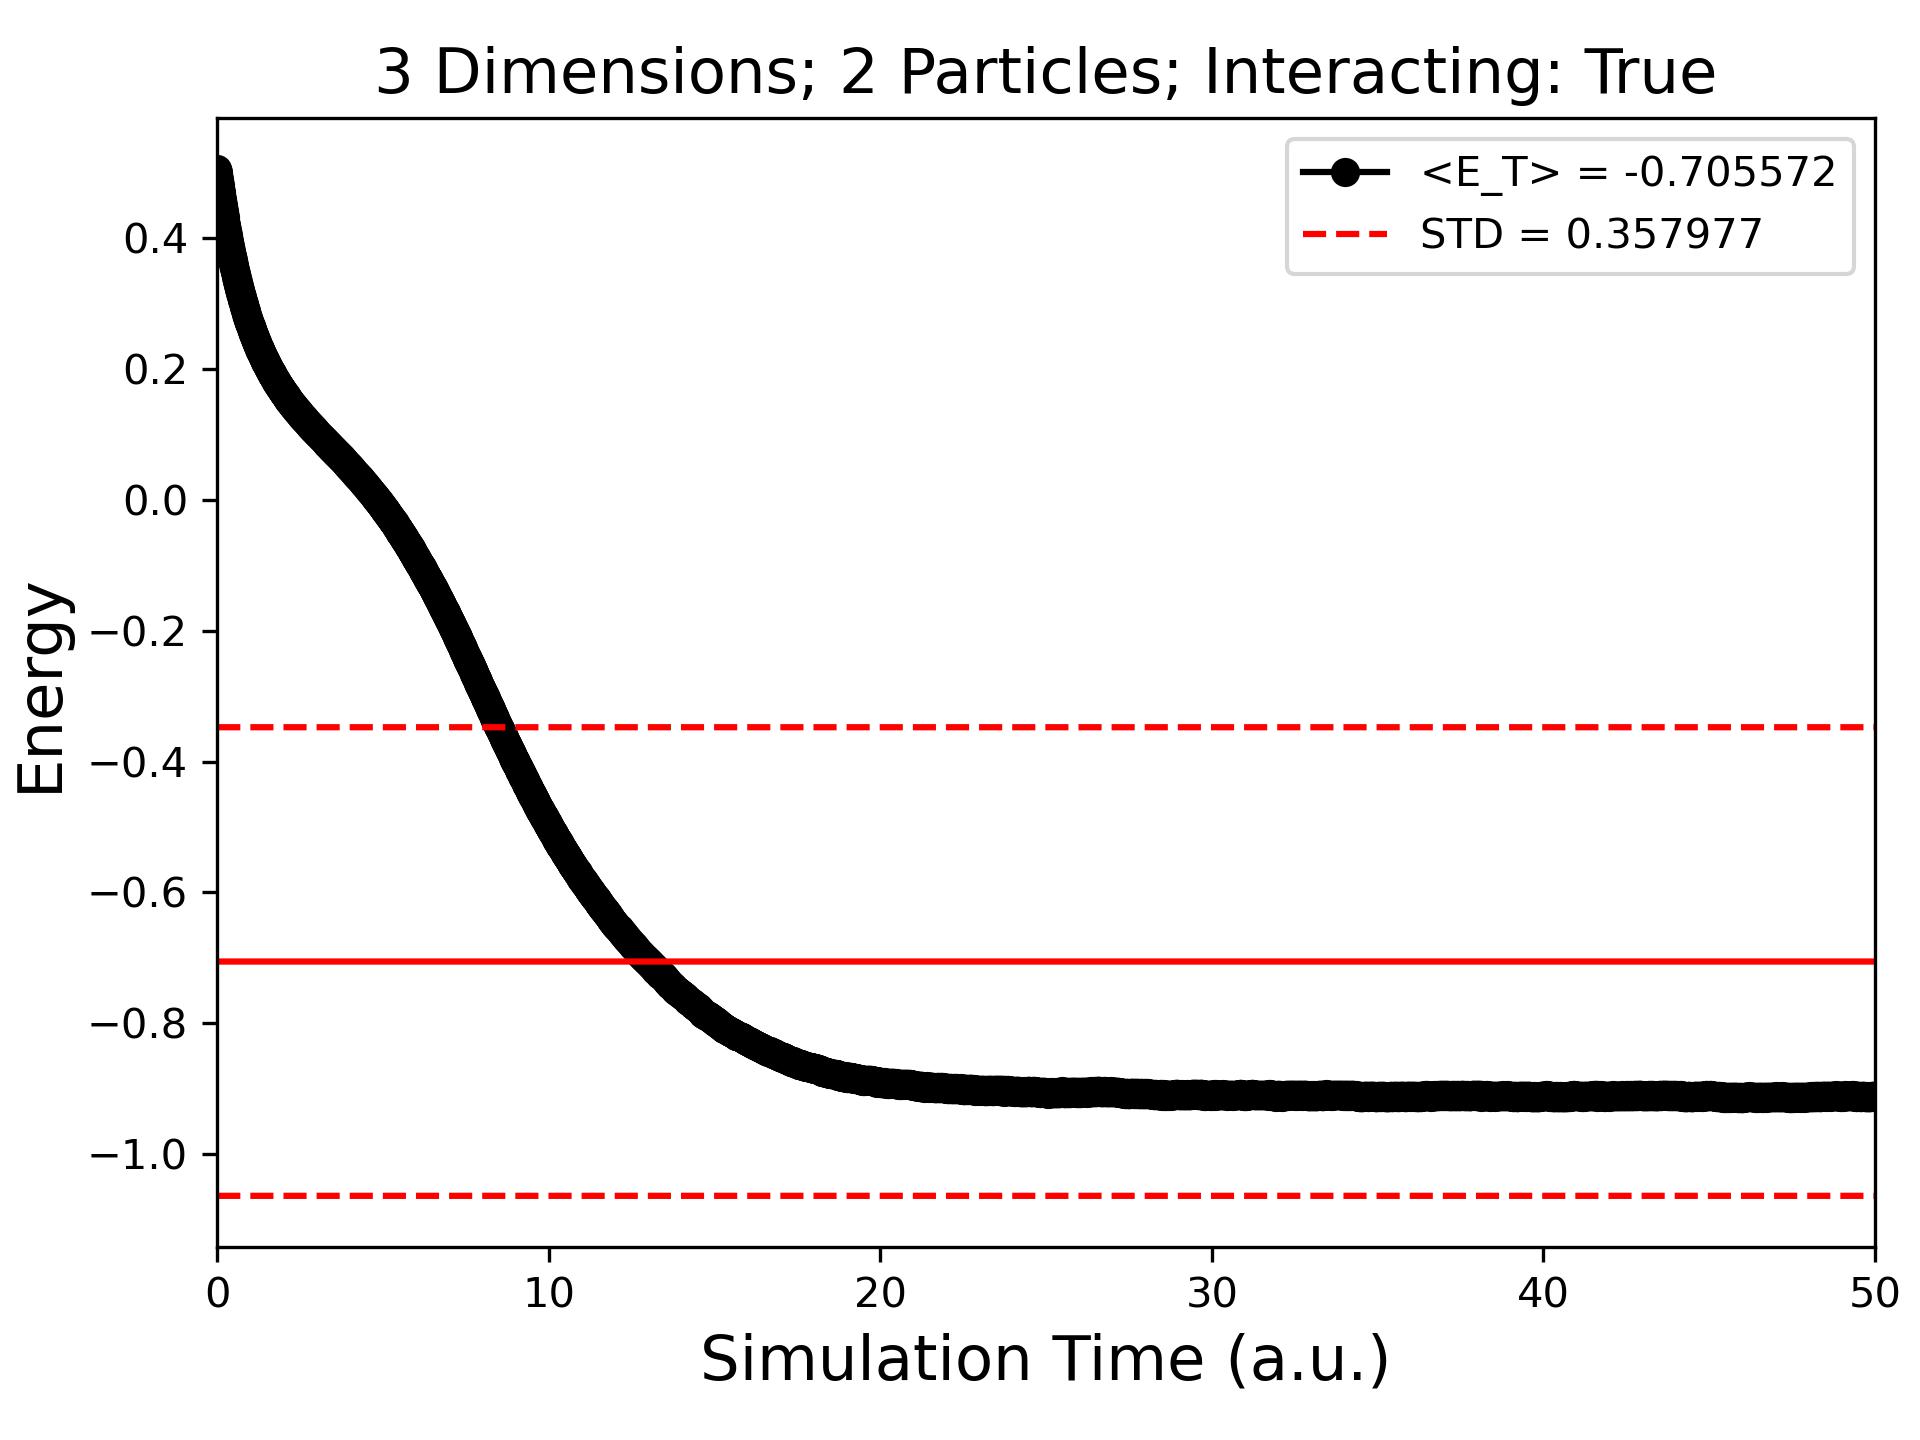 3 Dimensions; 2 Particles; Interacting: True
<E_T> = -0.705572
STD = 0.357977
Energy
0.4
0.2
0.0
−0.2
−0.4
−0.6
−0.8
−1.0
0 10 20 30 40 50
Simulation Time (a.u.)